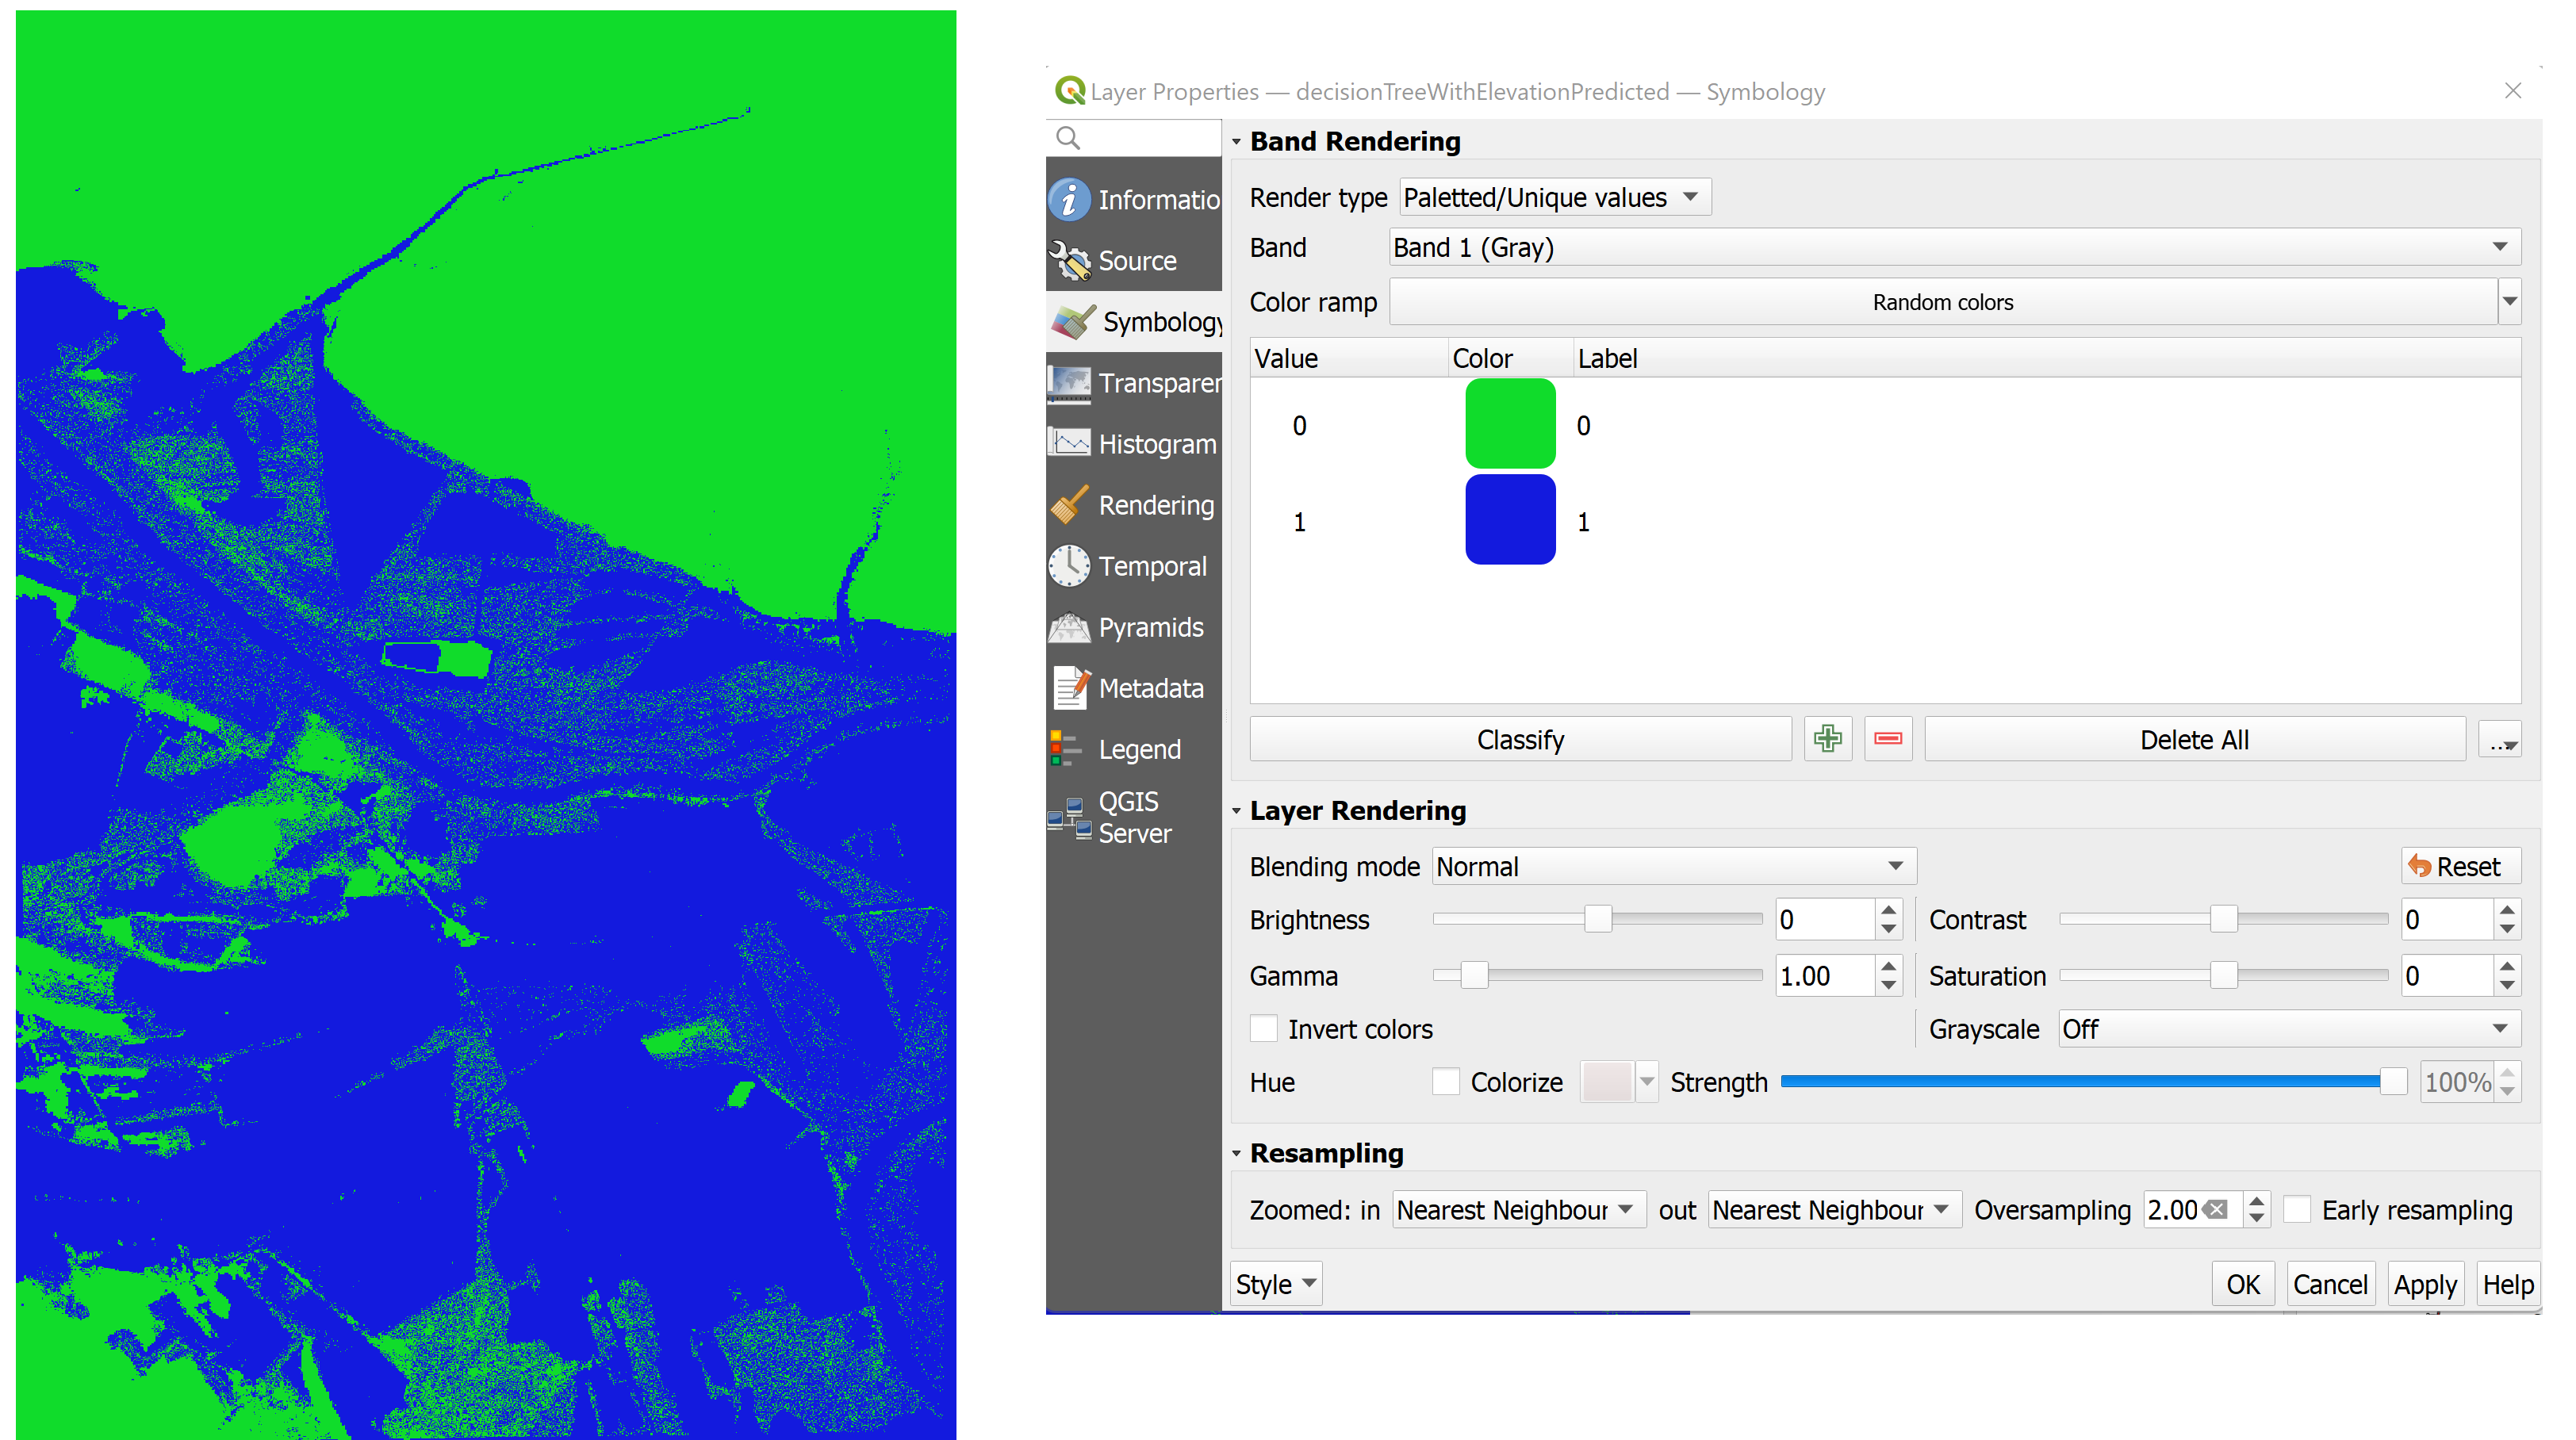 Layer Properties — decisionTreeWithElevationPredicted — Symbology
Informatio
Source
Symbology
Transparer
Histogram
Rendering
Temporal
Pyramids
Metadata
Legend
QGIS
Server
Band Rendering
Render type Paletted/Unique values
Band Band 1 (Gray)
Color ramp Random colors
Value Color Label
0 0
1 1
Classify Delete All ...
Layer Rendering
Blending mode Normal Reset
Brightness 0 Contrast 0
Gamma 1.00 Saturation 0
Invert colors Grayscale Off
Hue Colorize Strength 100%
Resampling
Zoomed: in Nearest Neighbour out Nearest Neighbour Oversampling 2.00 Early resampling
Style OK Cancel Apply Help